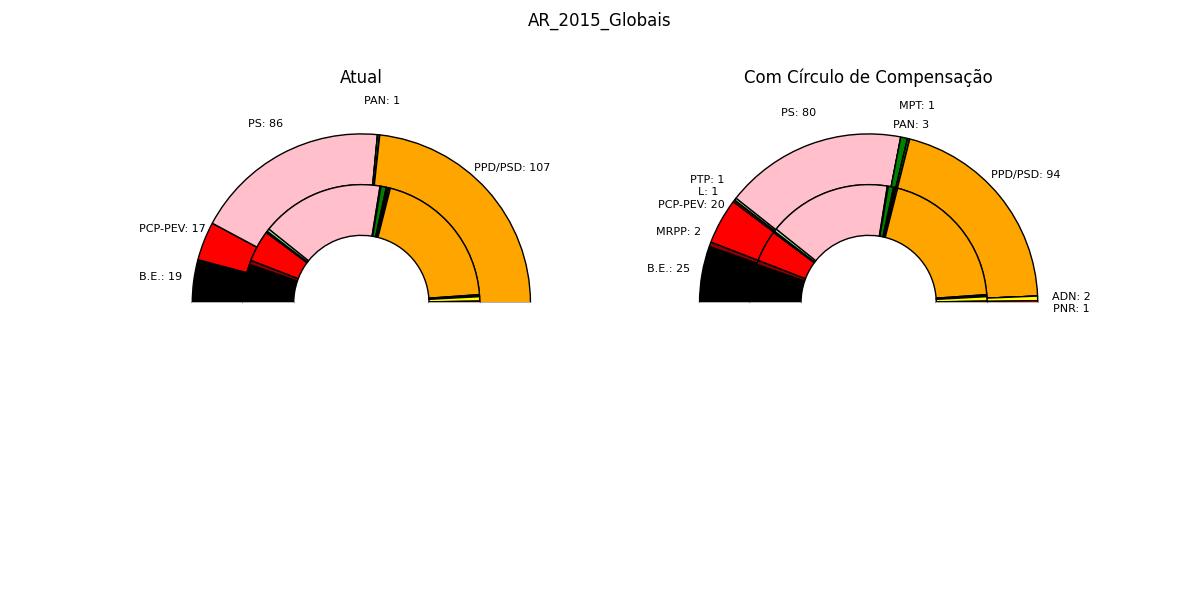 AR_2015_Globais
Atual
PAN: 1
PS: 86
PPD/PSD: 107
PCP-PEV: 17
B.E.: 19
Com Círculo de Compensação
MPT: 1
PS: 80
PAN: 3
PPD/PSD: 94
PTP: 1
L: 1
PCP-PEV: 20
MRPP: 2
B.E.: 25
ADN: 2
PNR: 1